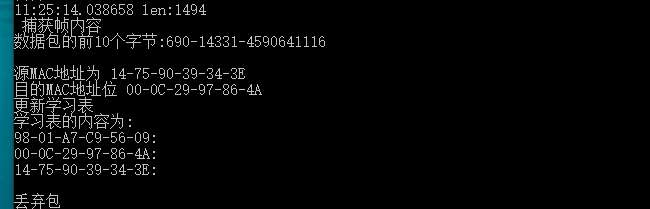 11:25:14.038658 len:1494
捕获帧内容
数据包的前10个字节:690-14331-4590641116
源MAC地址为 14-75-90-39-34-3E
目的MAC地址位 00-0C-29-97-86-4A
更新学习表
学习表的内容为:
98-01-A7-C9-56-09:
00-0C-29-97-86-4A:
14-75-90-39-34-3E:
丢弃包